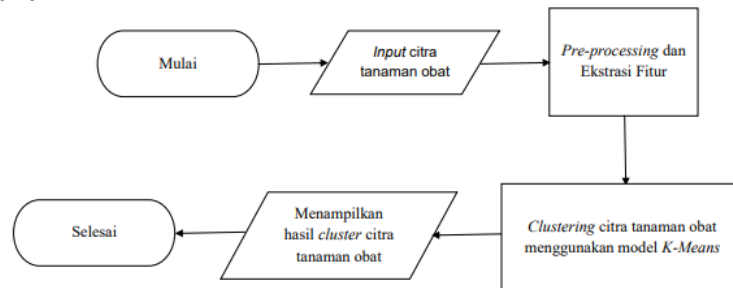 Mulai
Input citra
tanaman obat
Pre-processing dan
Ekstrasi Fitur
Clustering citra tanaman obat
menggunakan model K-Means
Menampilkan
hasil cluster citra
tanaman obat
Selesai